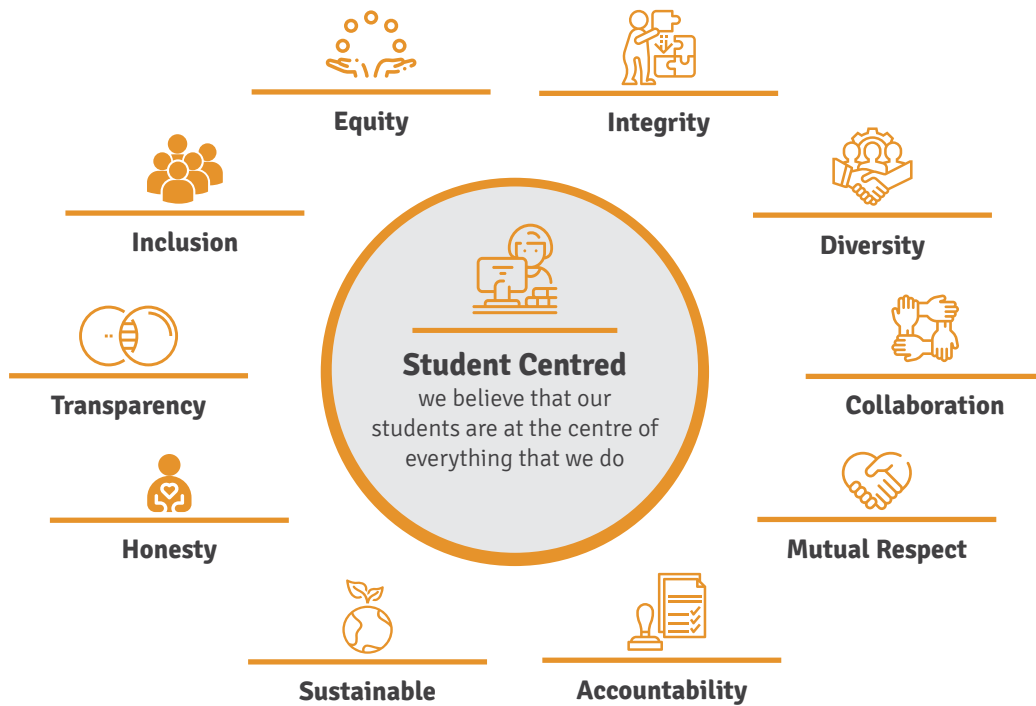 Equity
Integrity
Inclusion
Diversity
Student Centred
we believe that our
students are at the centre of
everything that we do
Transparency
Collaboration
Honesty
Mutual Respect
Sustainable
Accountability